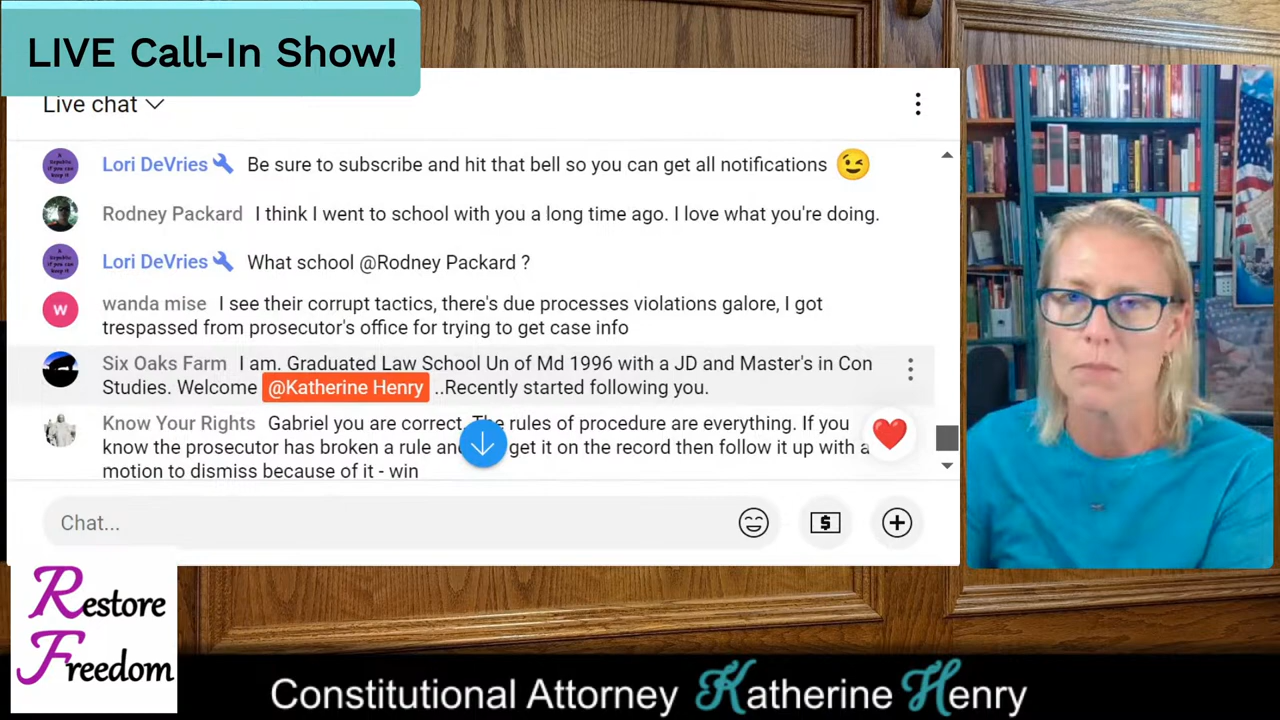 LIVE Call-In Show!
Live chat
Lori DeVries Be sure to subscribe and hit that bell so you can get all notifications
Rodney Packard I think I went to school with you a long time ago. I love what you're doing.
Lori DeVries What school @Rodney Packard ?
W
wanda mise I see their corrupt tactics, there's due processes violations galore, I got
trespassed from prosecutor's office for trying to get case info
Six Oaks Farm I am. Graduated Law School Un of Md 1996 with a JD and Master's in Con
Studies. Welcome @Katherine Henry ..Recently started following you.
Know Your Rights Gabriel you are correct. The rules of procedure are everything. If you
know the prosecutor has broken a rule get it on the record then follow it up with a
motion to dismiss because of it - win
Chat...
$
Restore
Freedom
Constitutional Attorney Katherine Henry